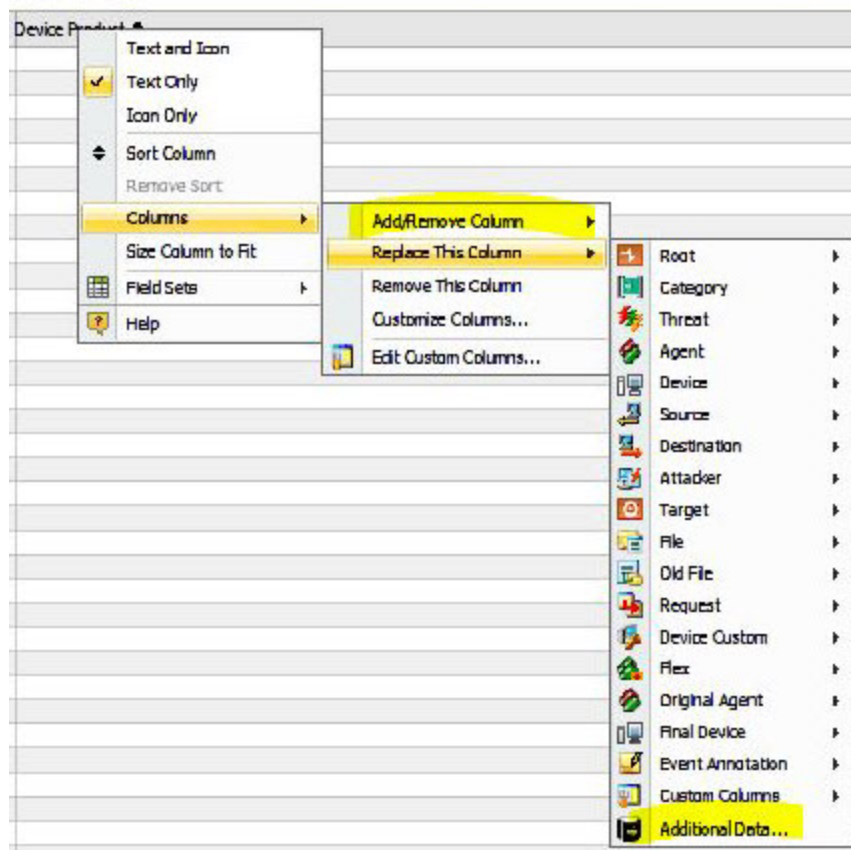 Device Product
Text and Icon
Text Only
Icon Only
Sort Column
Remove Sort
Columns
Size Column to Fit
Field Sets
Help
Add/Remove Column
Replace This Column
Remove This Column
Customize Columns...
Edit Custom Columns...
Root
Category
Threat
Agent
Device
Source
Destination
Attacker
Target
File
Old File
Request
Device Custom
Flex
Original Agent
Final Device
Event Annotation
Custom Columns
Additional Data...